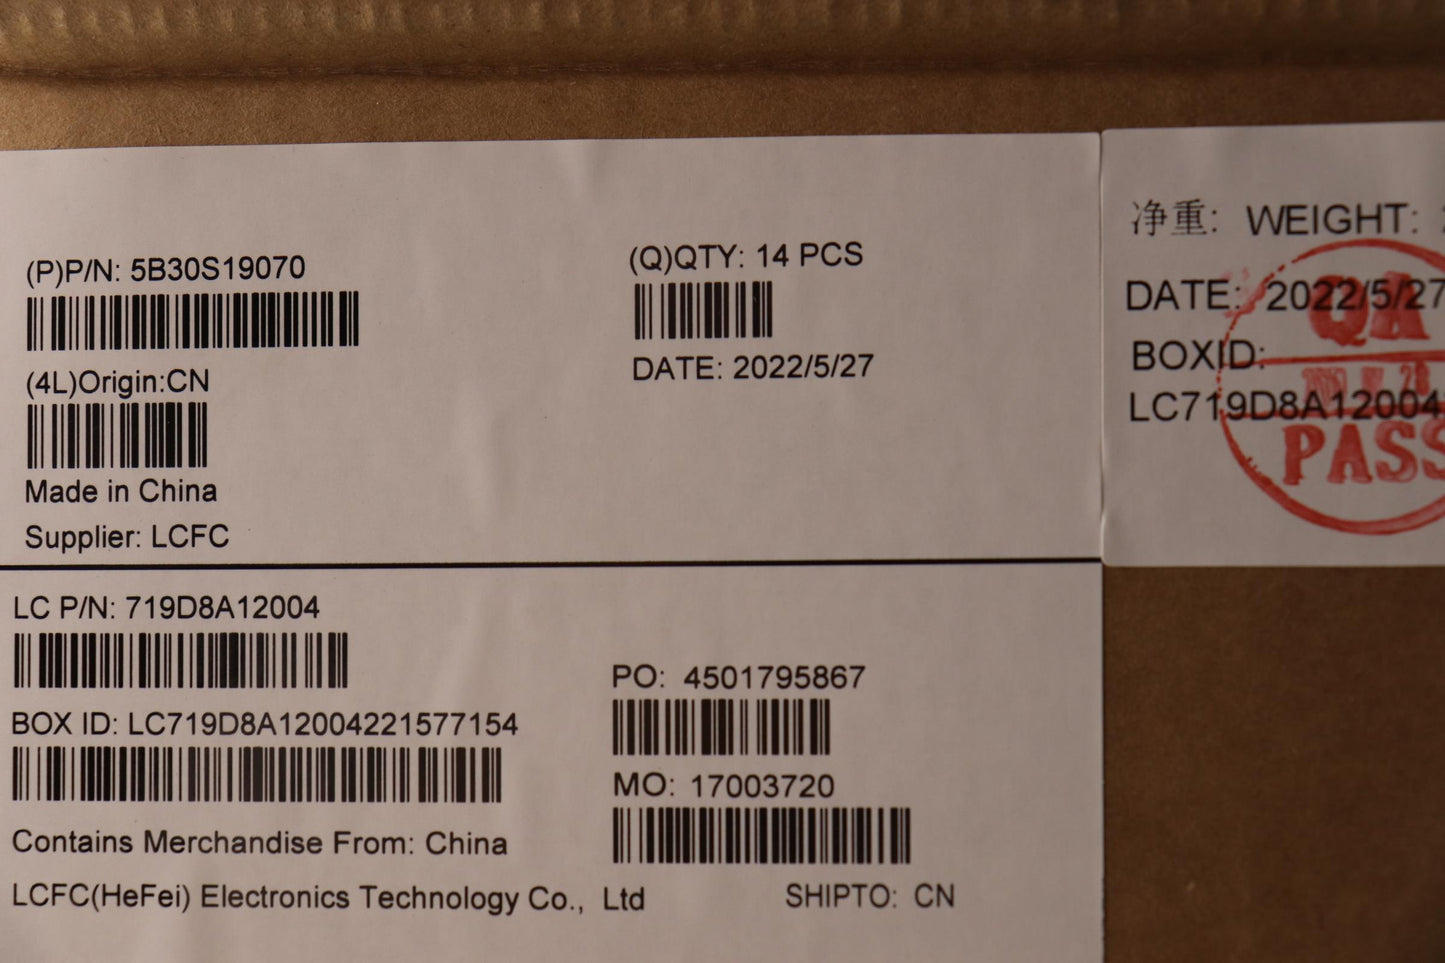 (P)P/N: 5B30S19070
(4L)Origin:CN
Made in China
Supplier: LCFC
(Q)QTY: 14 PCS
DATE: 2022/5/27
LC P/N: 719D8A12004
BOX ID: LC719D8A12004221577154
Contains Merchandise From: China
LCFC(HeFei) Electronics Technology Co., Ltd
PO: 4501795867
MO: 17003720
SHIPTO: CN
净重: WEIGHT:
DATE: 2022/5/27
BOXID:
LC719D8A12004
QA
PASS